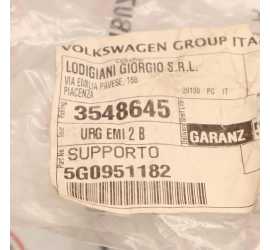 VOLKSWAGEN GROUP ITA
LODIGIANI GIORGIO S.R.L.
VIA EMILIA PAVESE, 168
PIACENZA
29100 PC IT
3548645
URG EMI 2 B
GARANZ
SUPPORTO
5G0951182